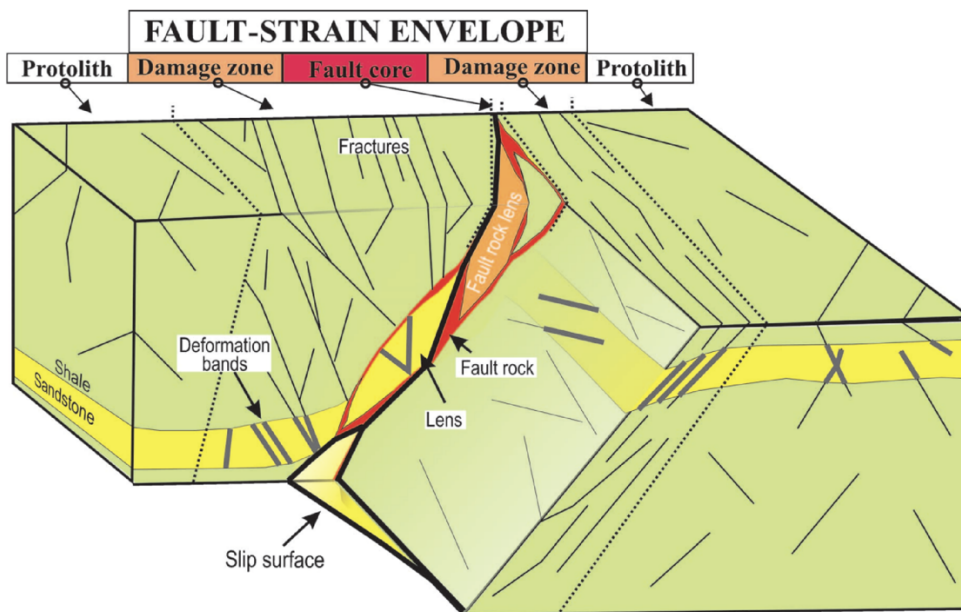 FAULT-STRAIN ENVELOPE
Protolith Damage zone Fault core Damage zone Protolith
Fractures
Fault rock lens
Deformation
bands
Shale
Sandstone
Fault rock
Lens
Slip surface